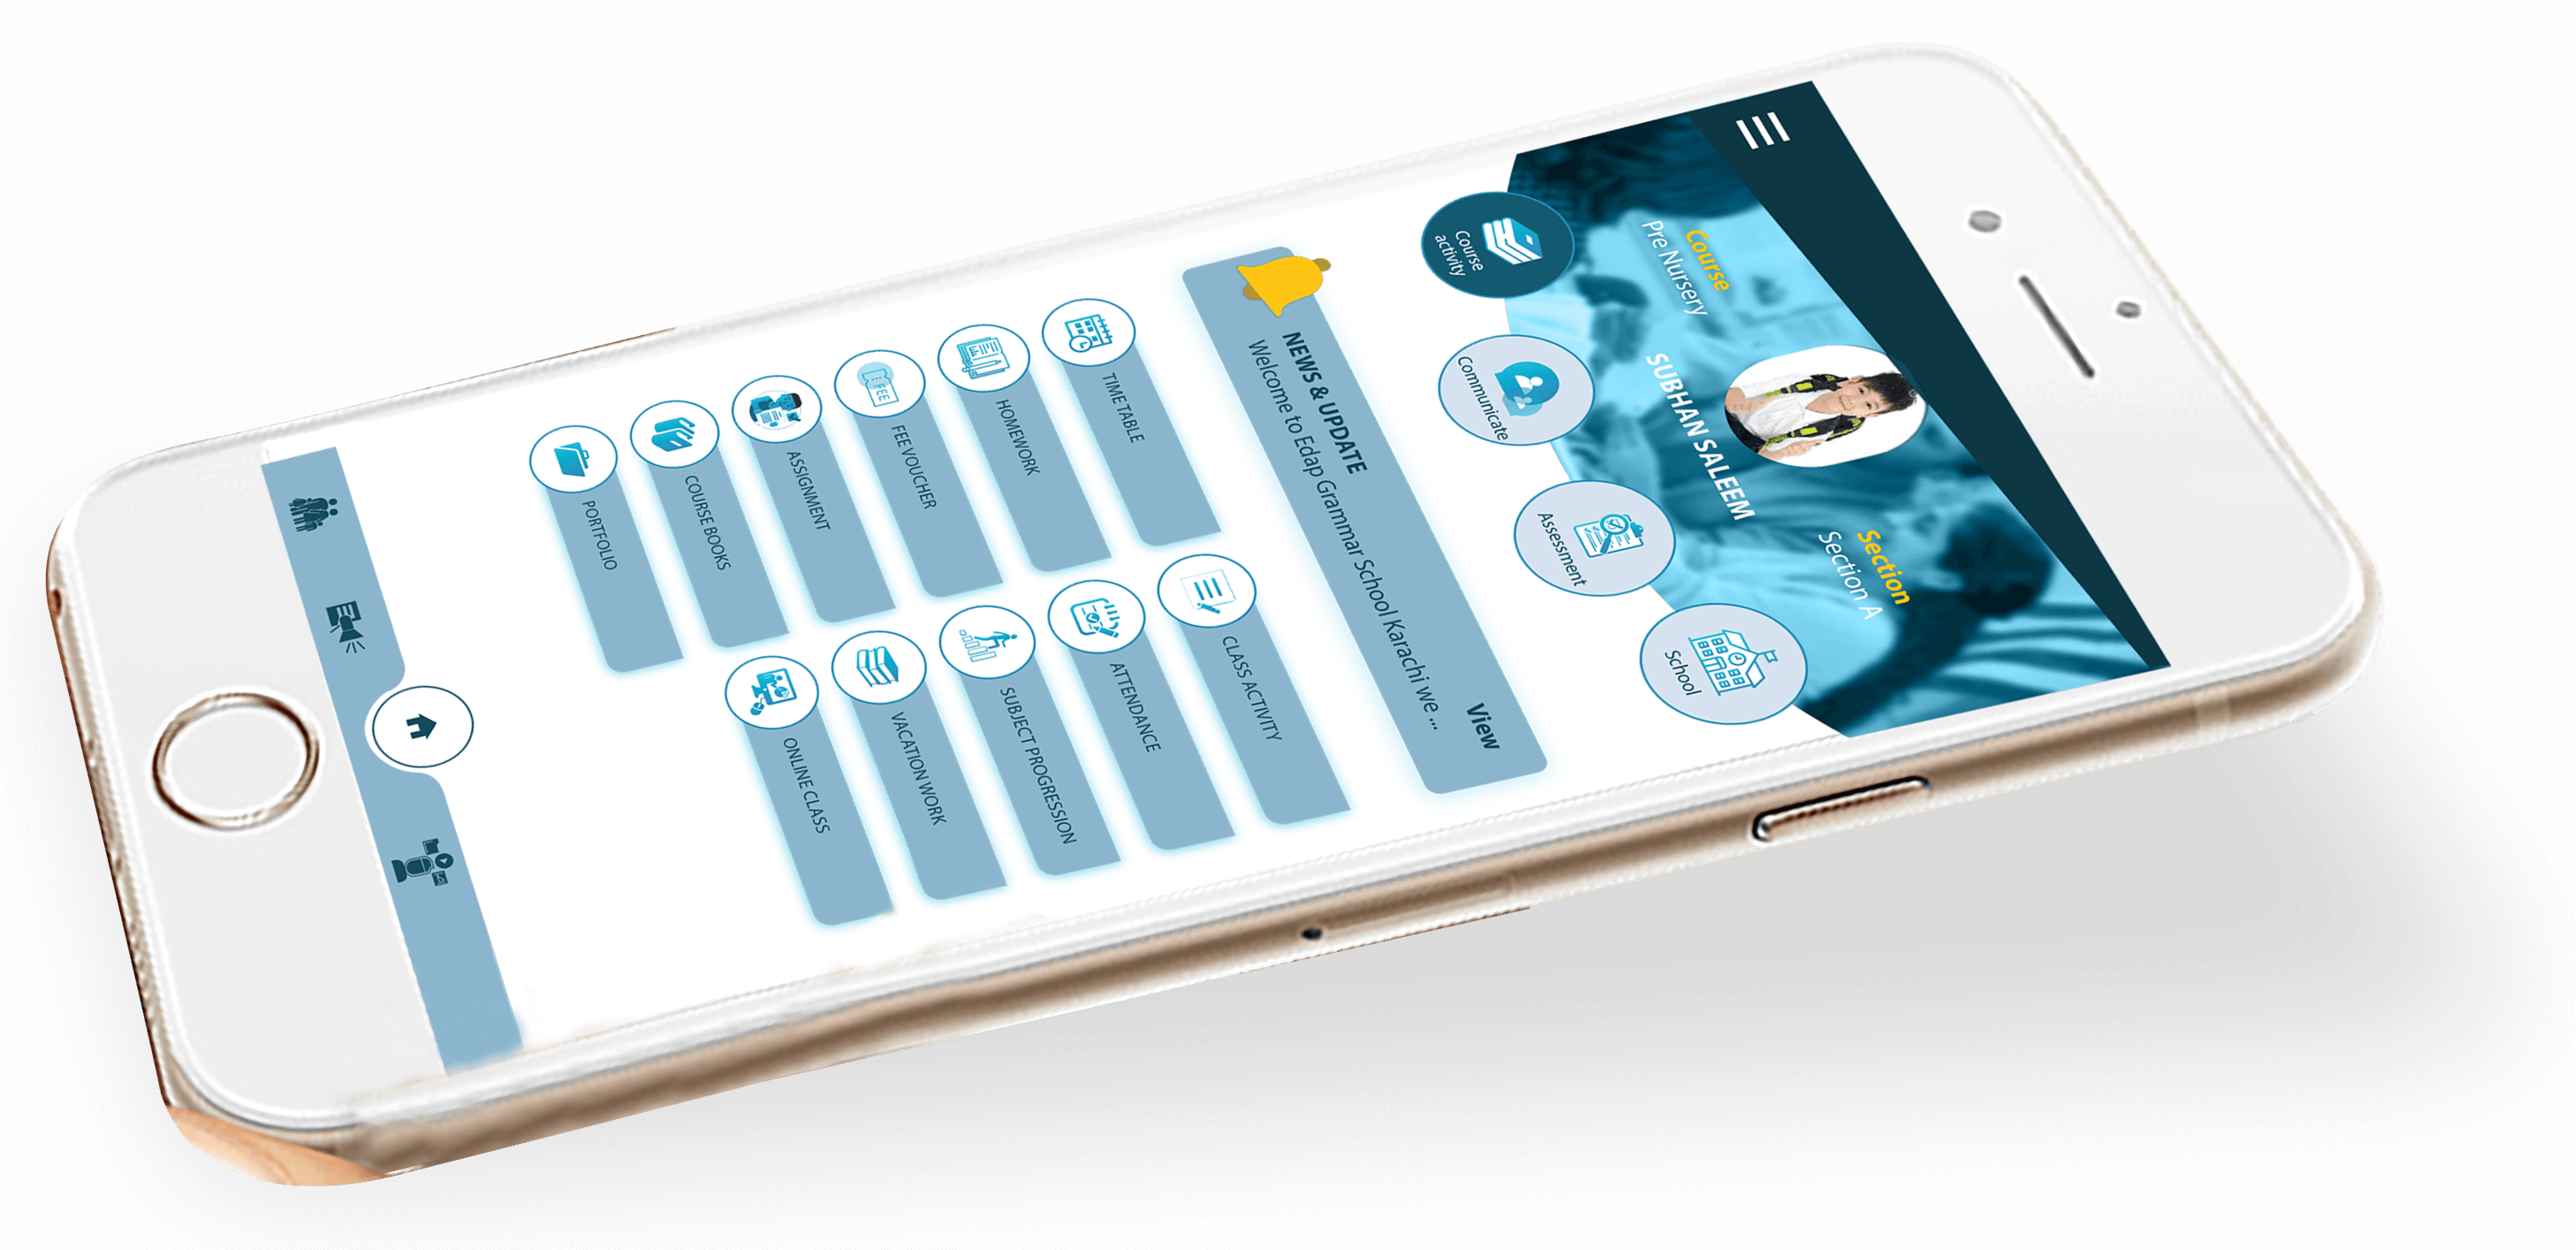 Course
Pre Nursery
SUBHAN SALEEM
Section
Section A
Course
activity
Communicate
Assessment
School
NEWS & UPDATE
Welcome to Edap Grammar School Karachi we ...
View
TIME TABLE
CLASS ACTIVITY
HOMEWORK
ATTENDANCE
FEE VOUCHER
FEE
SUBJECT PROGRESSION
ASSIGNMENT
VACATION WORK
COURSE BOOKS
ONLINE CLASS
PORTFOLIO